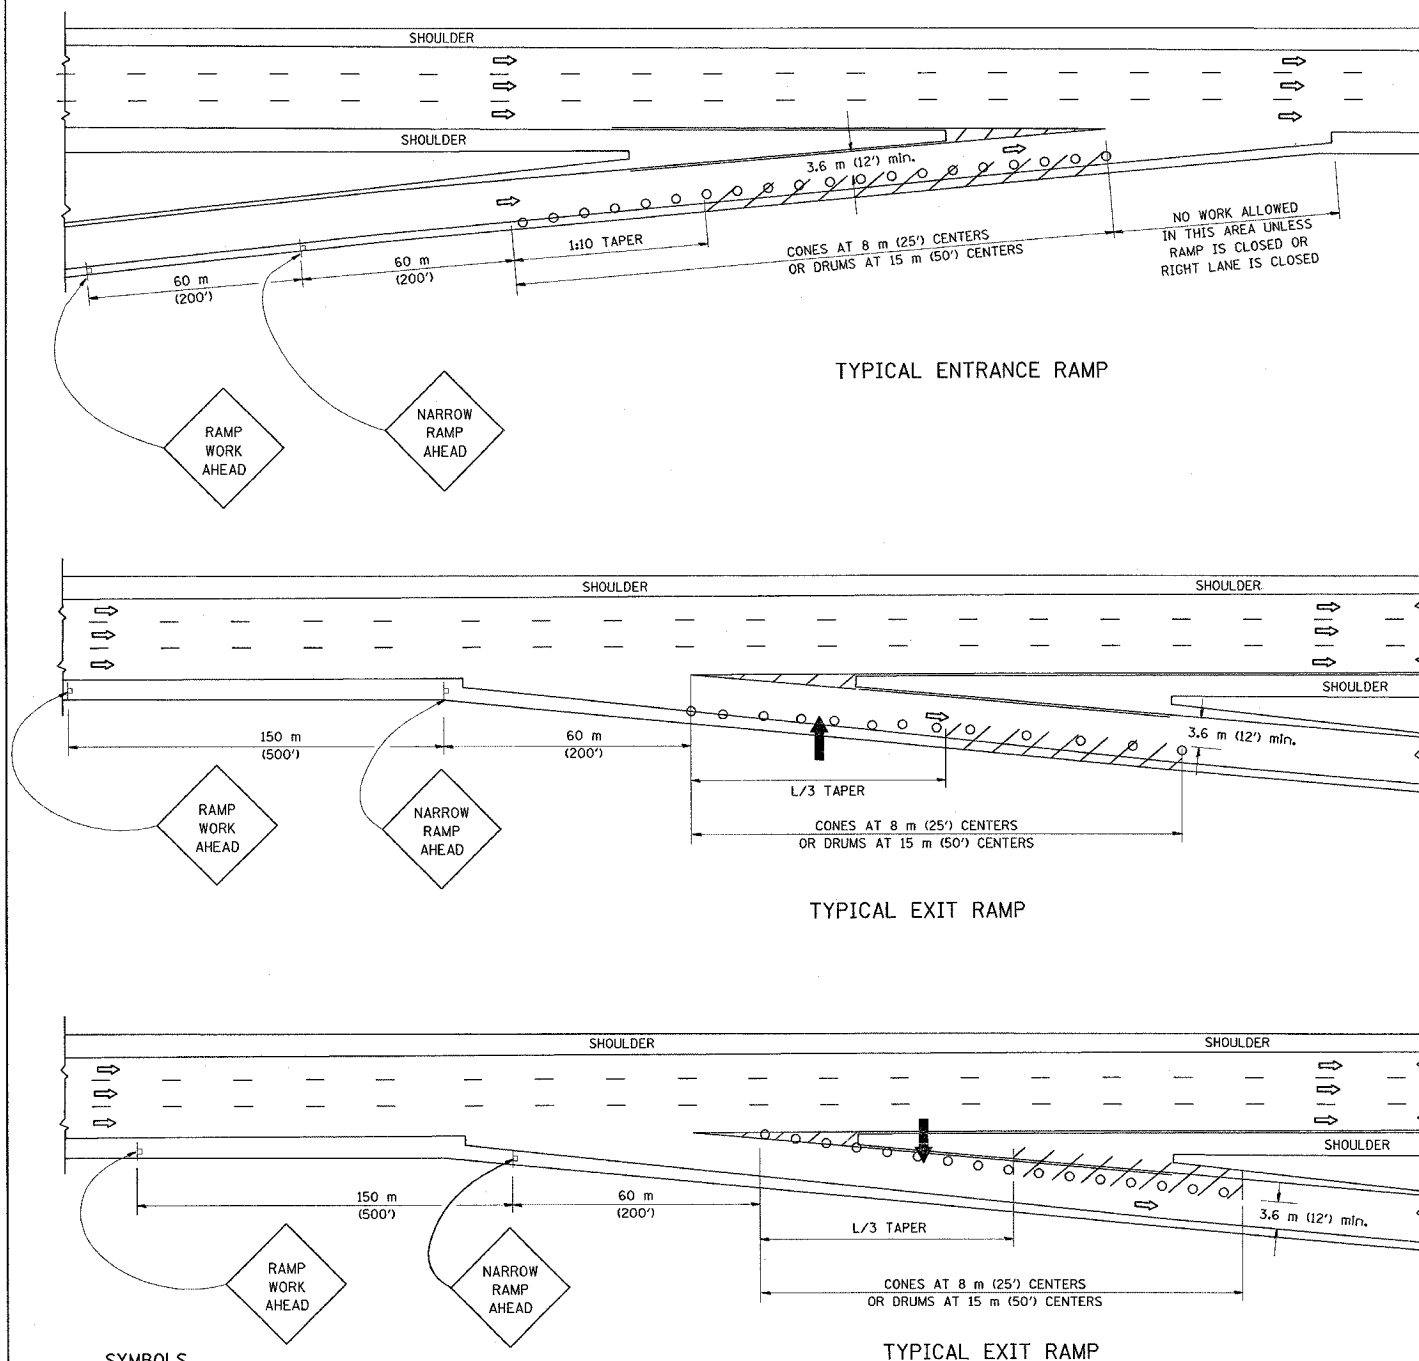 SHOULDER
SHOULDER
3.6 m (12') min.
1:10 TAPER
60 m
(200')
60 m
(200')
CONES AT 8 m (25') CENTERS
OR DRUMS AT 15 m (50') CENTERS
NO WORK ALLOWED
IN THIS AREA UNLESS
RAMP IS CLOSED OR
RIGHT LANE IS CLOSED
TYPICAL ENTRANCE RAMP
RAMP
WORK
AHEAD
NARROW
RAMP
AHEAD
SHOULDER
SHOULDER
SHOULDER
3.6 m (12') min.
150 m
(500')
60 m
(200')
L/3 TAPER
CONES AT 8 m (25') CENTERS
OR DRUMS AT 15 m (50') CENTERS
RAMP
WORK
AHEAD
NARROW
RAMP
AHEAD
TYPICAL EXIT RAMP
SHOULDER
SHOULDER
SHOULDER
150 m
(500')
60 m
(200')
3.6 m (12') min.
L/3 TAPER
CONES AT 8 m (25') CENTERS
OR DRUMS AT 15 m (50') CENTERS
RAMP
WORK
AHEAD
NARROW
RAMP
AHEAD
TYPICAL EXIT RAMP
SYMBOLS